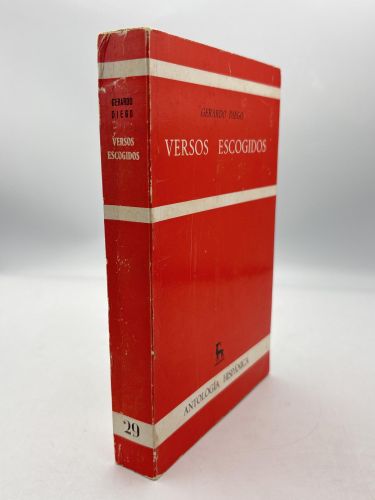 GERARDO
DIEGO
VERSOS
ESCOGIDOS
29
GERARDO DIEGO
VERSOS ESCOGIDOS
ANTOLOGÍA HISPÁNICA